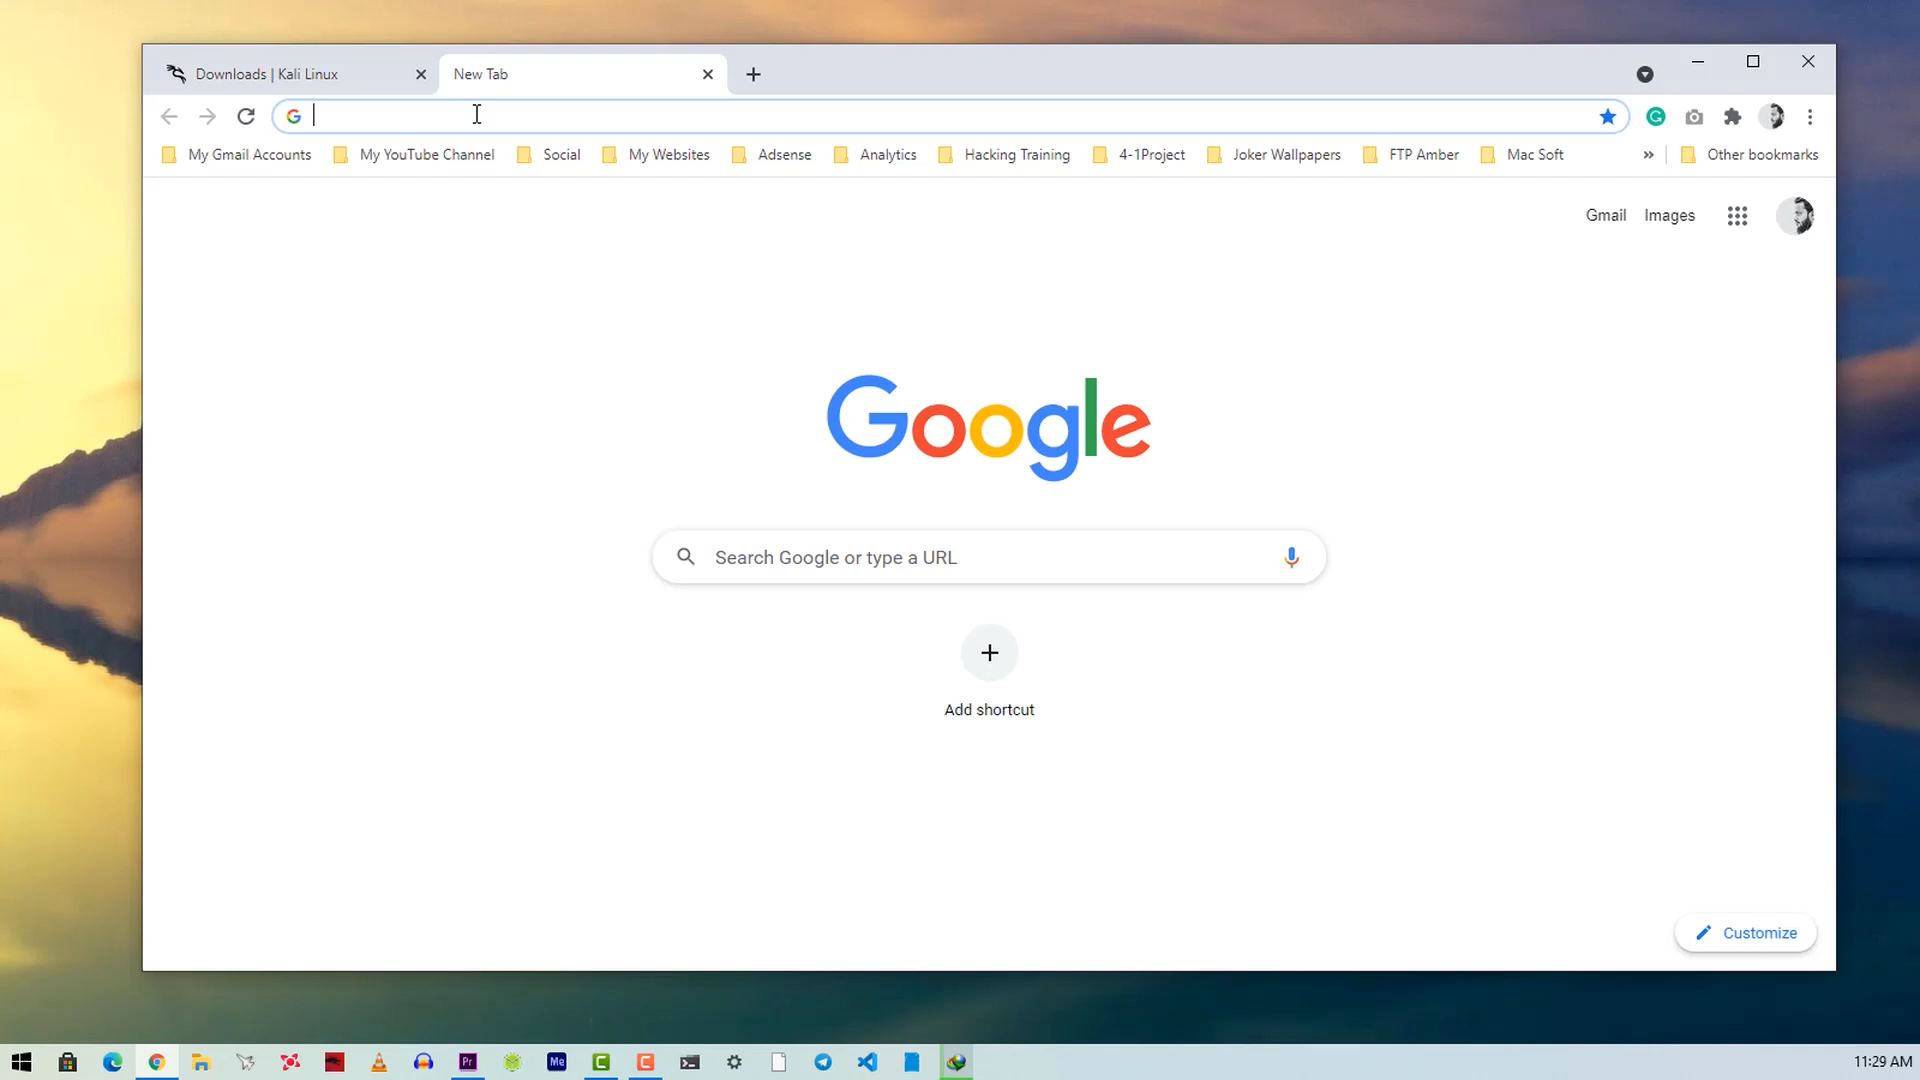 Downloads | Kali Linux
New Tab
My Gmail Accounts
My YouTube Channel
Social
My Websites
Adsense
Analytics
Hacking Training
4-1Project
Joker Wallpapers
FTP Amber
Mac Soft
»
Other bookmarks
Gmail
Images
Google
Search Google or type a URL
Add shortcut
Customize
Pr
Me
11:29 AM